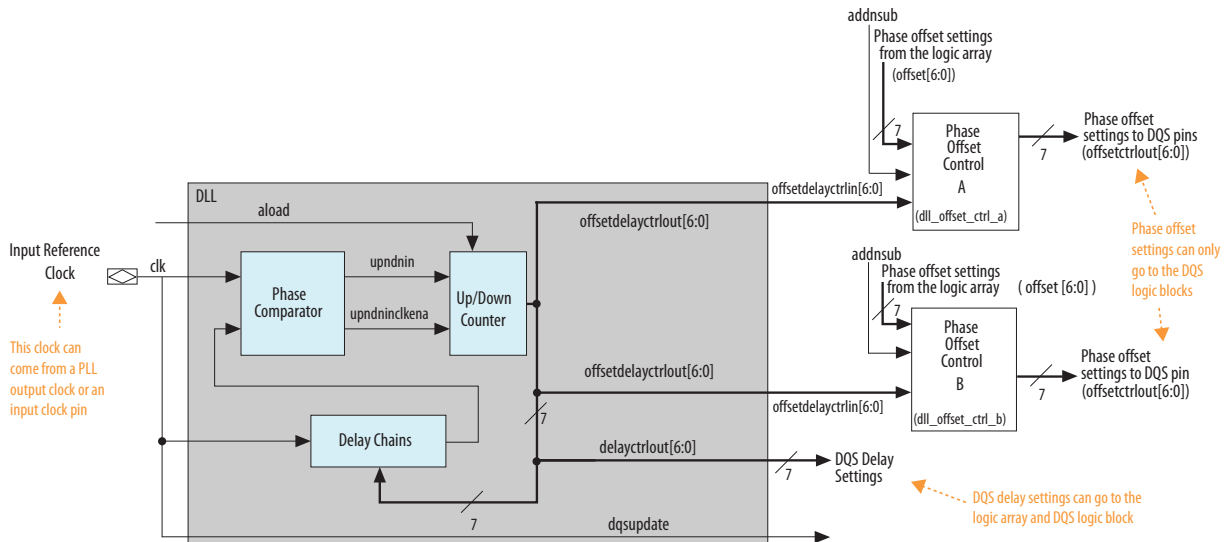 addnsub
Phase offset settings
from the logic array
(offset[6:0])
7
Phase
Offset
Control
A
(dll_offset_ctrl_a)
7
Phase offset
settings to DQS pins
(offsetctrlout[6:0])
DLL
aload
offsetdelayctrlout[6:0]
offsetdelayctrlin[6:0]
Phase offset
settings can only
go to the DQS
logic blocks
Input Reference
Clock
clk
Phase
Comparator
upndnin
upndninclkena
Up/Down
Counter
addnsub
Phase offset settings
from the logic array
( offset [6:0] )
7
Phase
Offset
Control
B
(dll_offset_ctrl_b)
7
Phase offset
settings to DQS pin
(offsetctrlout[6:0])
This clock can
come from a PLL
output clock or an
input clock pin
offsetdelayctrlout[6:0]
offsetdelayctrlin[6:0]
7
Delay Chains
delayctrlout[6:0]
7
DQS Delay
Settings
7
DQS delay settings can go to the
logic array and DQS logic block
dqsupdate